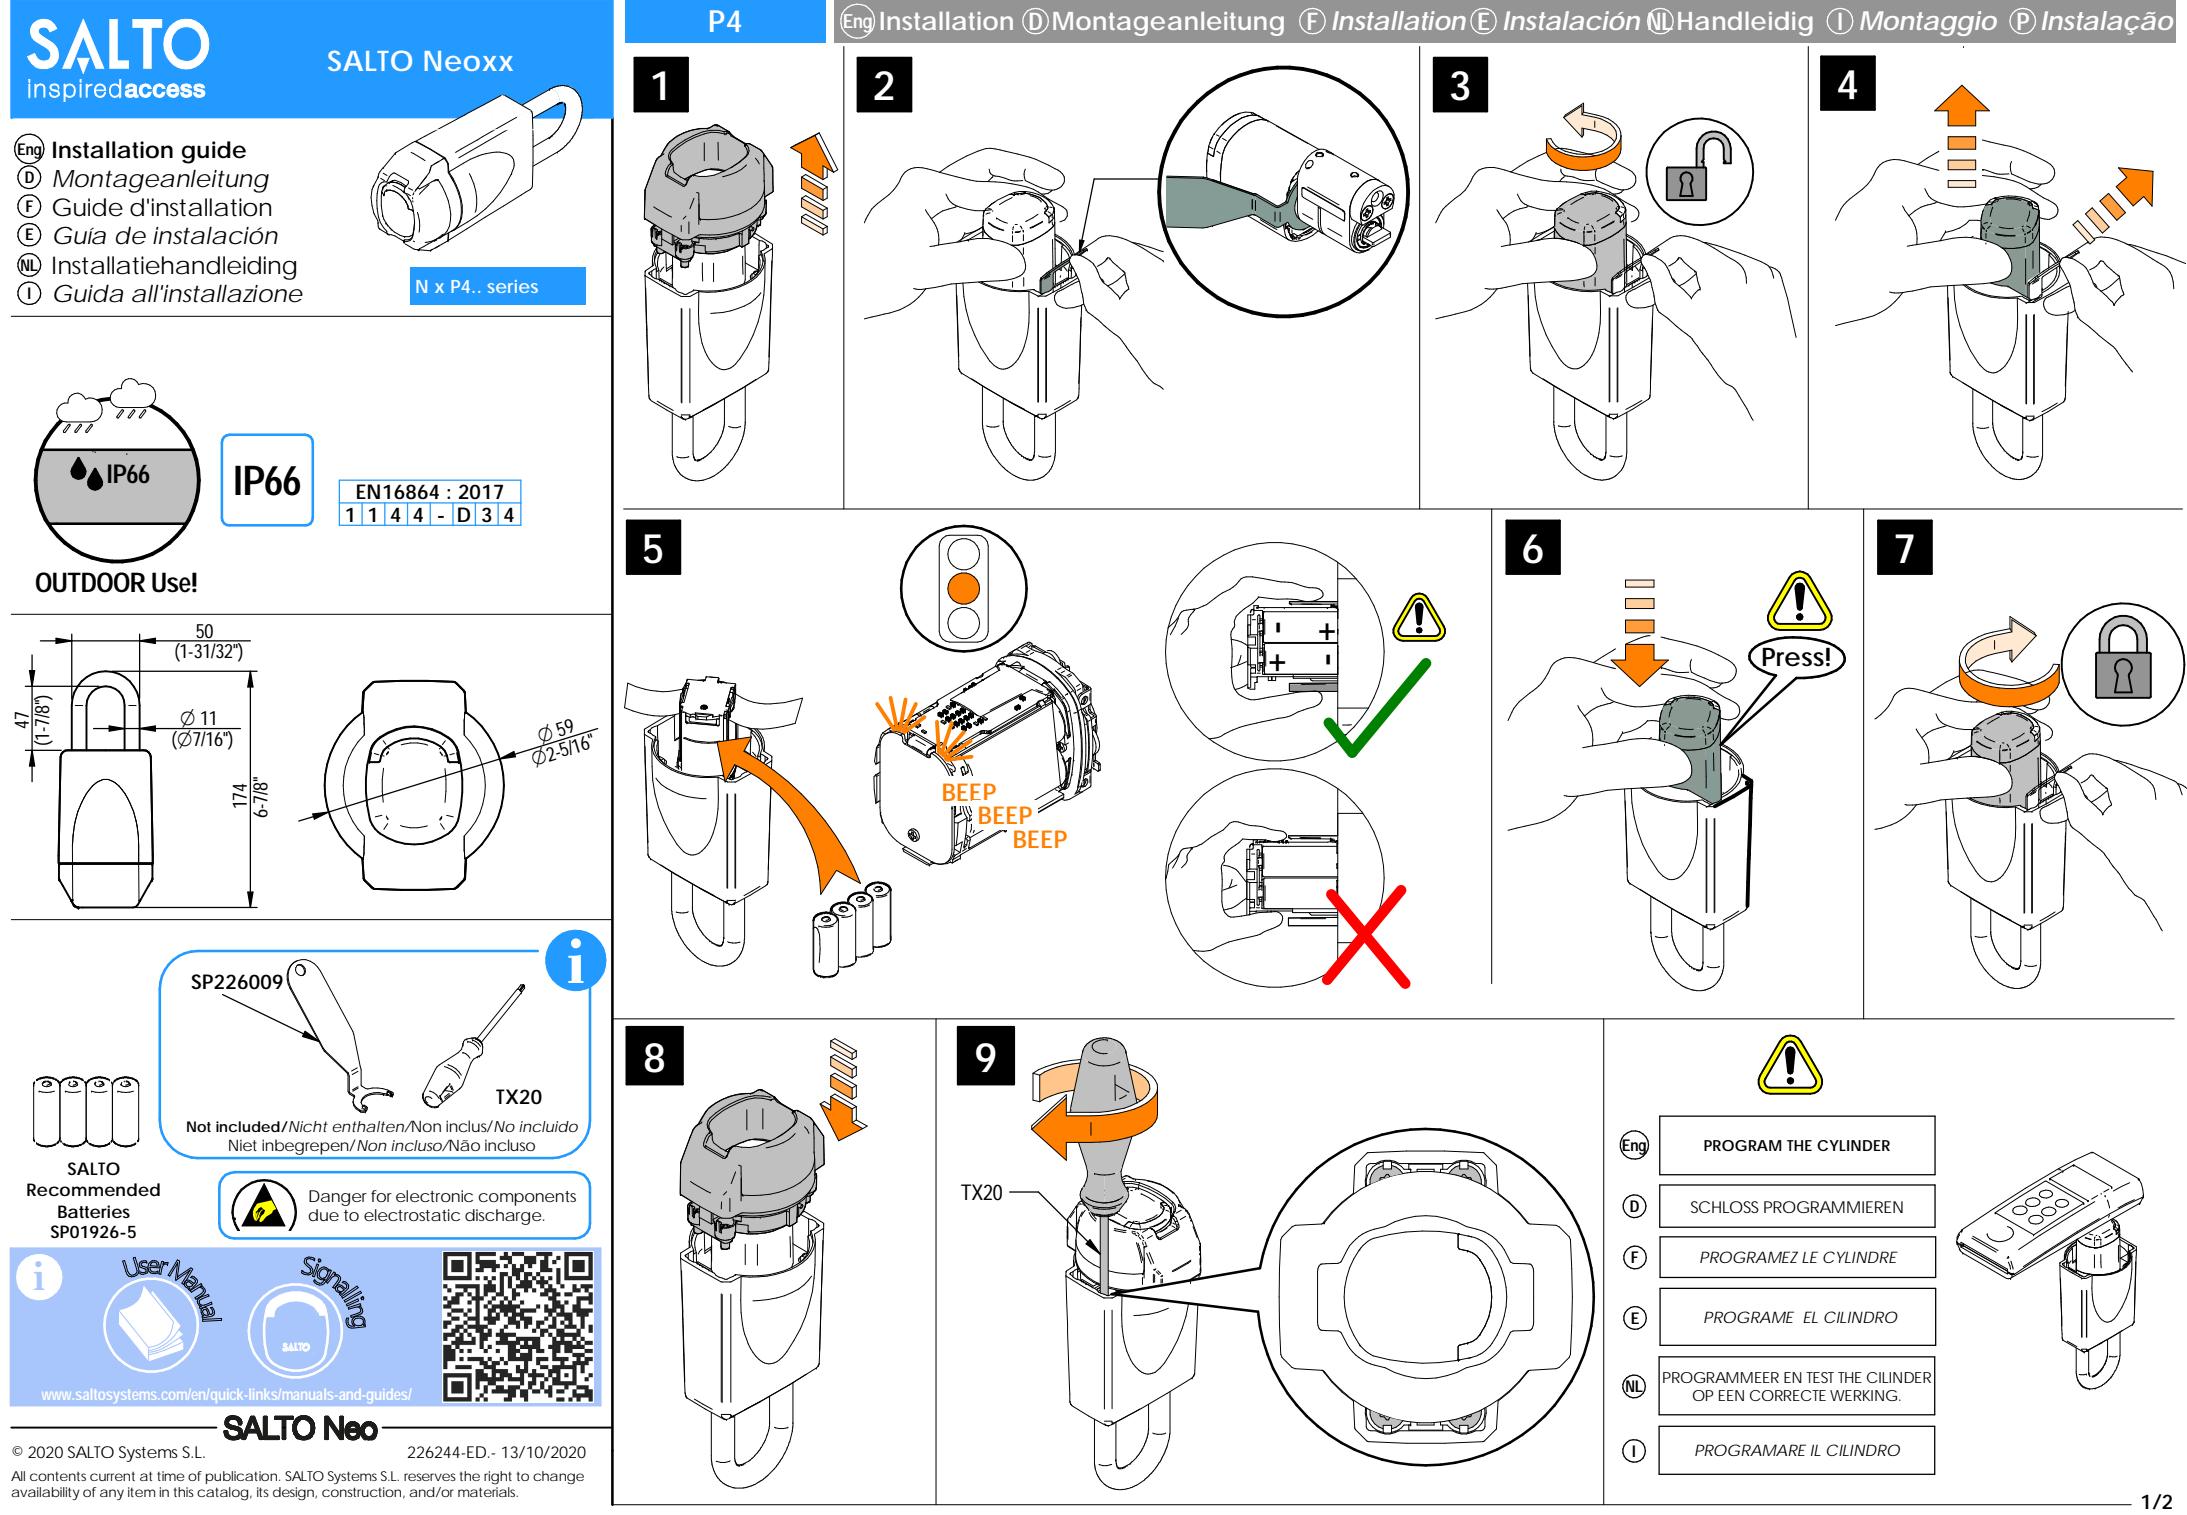 SALTO
inspiredaccess
SALTO Neoxx
Eng Installation guide
D Montageanleitung
F Guide d'installation
E Guía de instalación
NL Installatiehandleiding
I Guida all'installazione
N x P4.. series
IP66
IP66
EN16864 : 2017
1 1 4 4 - D 3 4
OUTDOOR Use!
50
(1-31/32")
47
(1-7/8")
Ø 11
(Ø7/16")
174
6-7/8"
Ø 59
Ø2-5/16"
i
SP226009
TX20
Not included/Nicht enthalten/Non inclus/No incluido
Niet inbegrepen/Non incluso/Não incluso
SALTO
Recommended
Batteries
SP01926-5
Danger for electronic components
due to electrostatic discharge.
i
User Manual
Signalling
SALTO
www.saltosystems.com/en/quick-links/manuals-and-guides/
SALTO Neo
© 2020 SALTO Systems S.L.
226244-ED.- 13/10/2020
All contents current at time of publication. SALTO Systems S.L. reserves the right to change
availability of any item in this catalog, its design, construction, and/or materials.
P4
Eng Installation D Montageanleitung F Installation E Instalación NL Handleidig I Montaggio P Instalação
1
2
3
4
5
- +
+ -
BEEP
BEEP
BEEP
6
Press!
7
8
9
TX20
Eng PROGRAM THE CYLINDER
D SCHLOSS PROGRAMMIEREN
F PROGRAMEZ LE CYLINDRE
E PROGRAME EL CILINDRO
NL PROGRAMMEER EN TEST THE CILINDER
OP EEN CORRECTE WERKING.
I PROGRAMARE IL CILINDRO
1/2